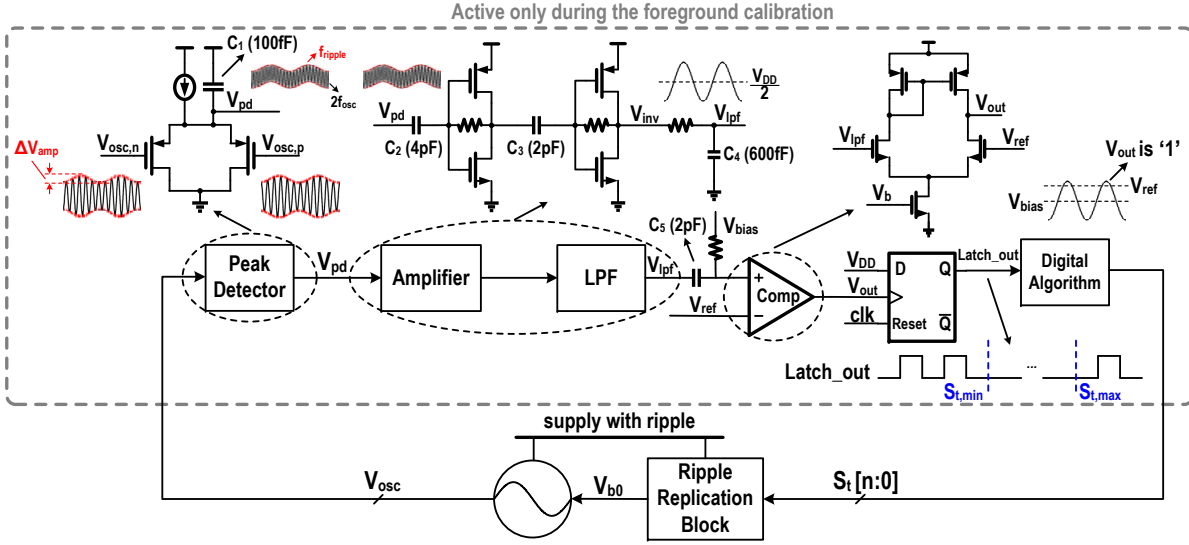 Active only during the foreground calibration
C1 (100fF)
fripple
2fosc
Vpd
Vosc,n
Vosc,p
ΔVamp
Vpd
C2 (4pF)
C3 (2pF)
Vinv
Vlpf
C4 (600fF)
VDD
2
Vout
Vlpf
Vref
Vb
Vout is ‘1’
Vref
Vbias
Peak
Detector
Vpd
Amplifier
LPF
Vlpf
C5 (2pF)
Vbias
Vref
+
−
Comp
VDD
Vout
clk
D
Q
Reset
Q
Latch_out
Digital
Algorithm
Latch_out
...
St,min
St,max
supply with ripple
Vosc
Vb0
Ripple
Replication
Block
St [n:0]